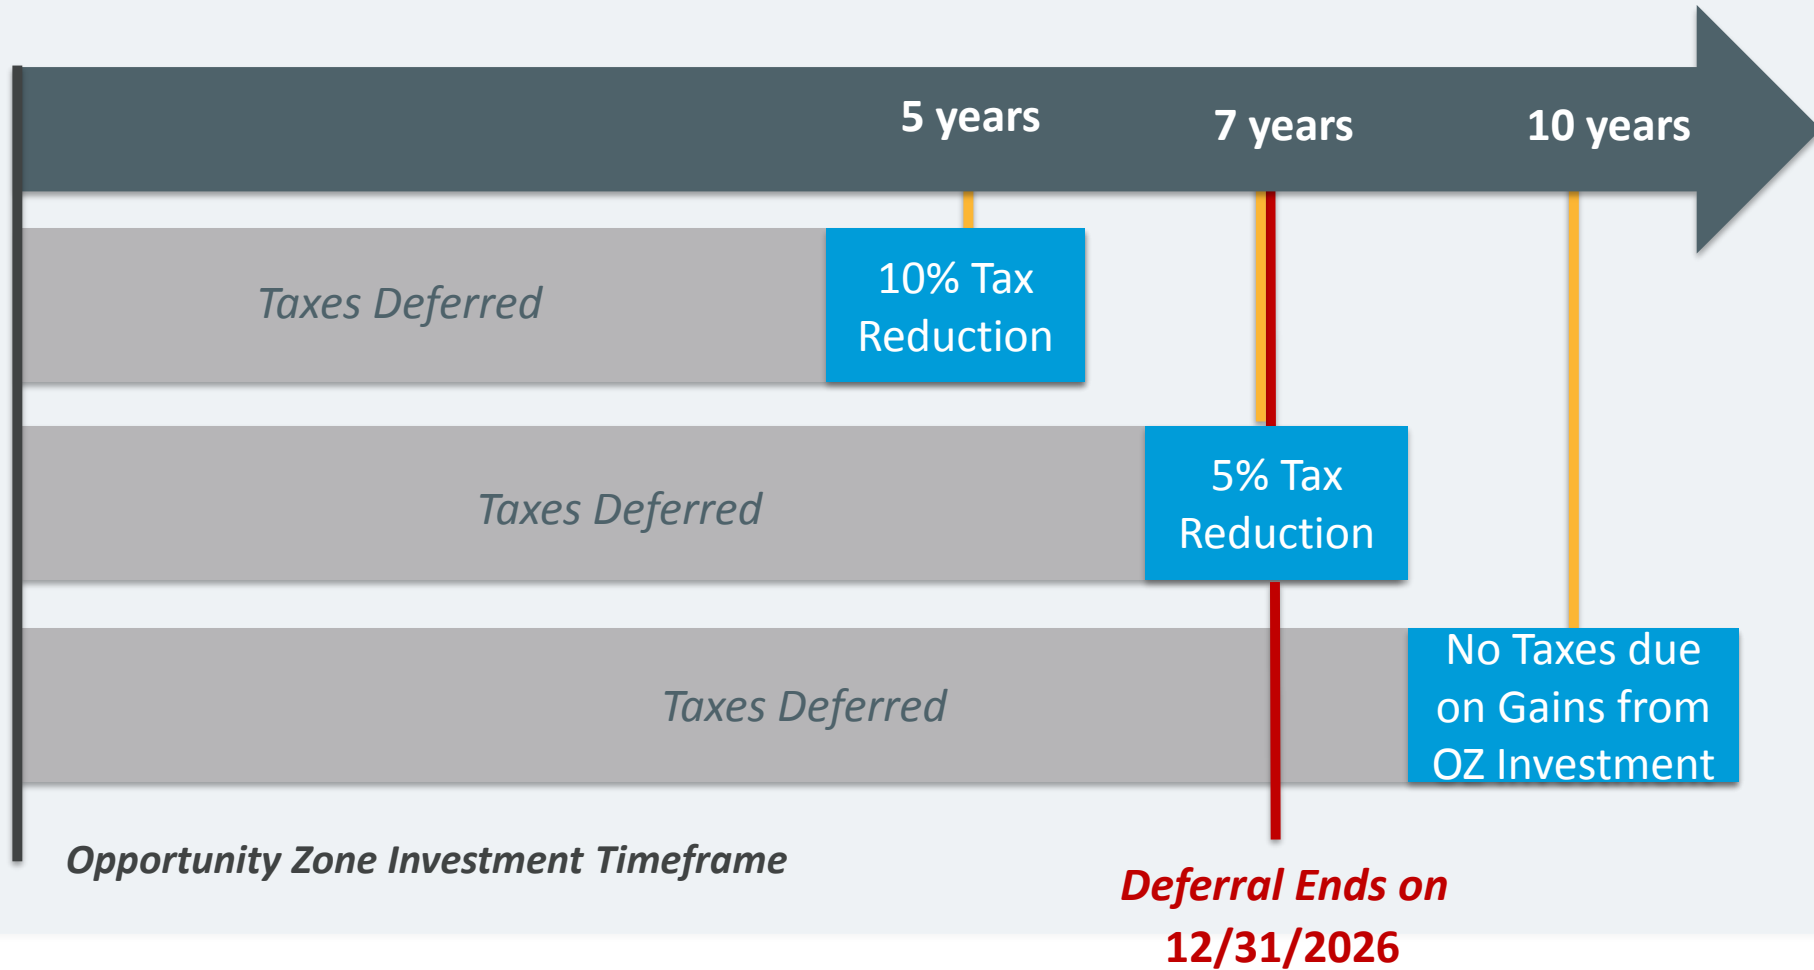 5 years
7 years
10 years
Taxes Deferred
10% Tax
Reduction
Taxes Deferred
5% Tax
Reduction
Taxes Deferred
No Taxes due
on Gains from
OZ Investment
Opportunity Zone Investment Timeframe
Deferral Ends on
12/31/2026